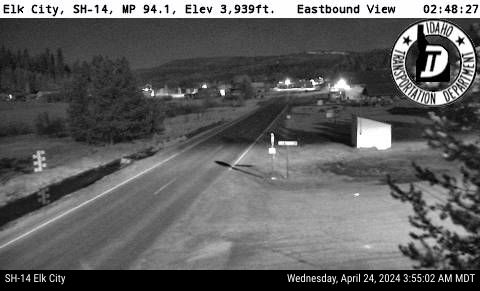 Elk City, SH-14, MP 94.1, Elev 3,939ft. Eastbound View 02:48:27
IDAHO
TRANSPORTATION DEPARTMENT
SH-14 Elk City Wednesday, April 24, 2024 3:55:02 AM MDT